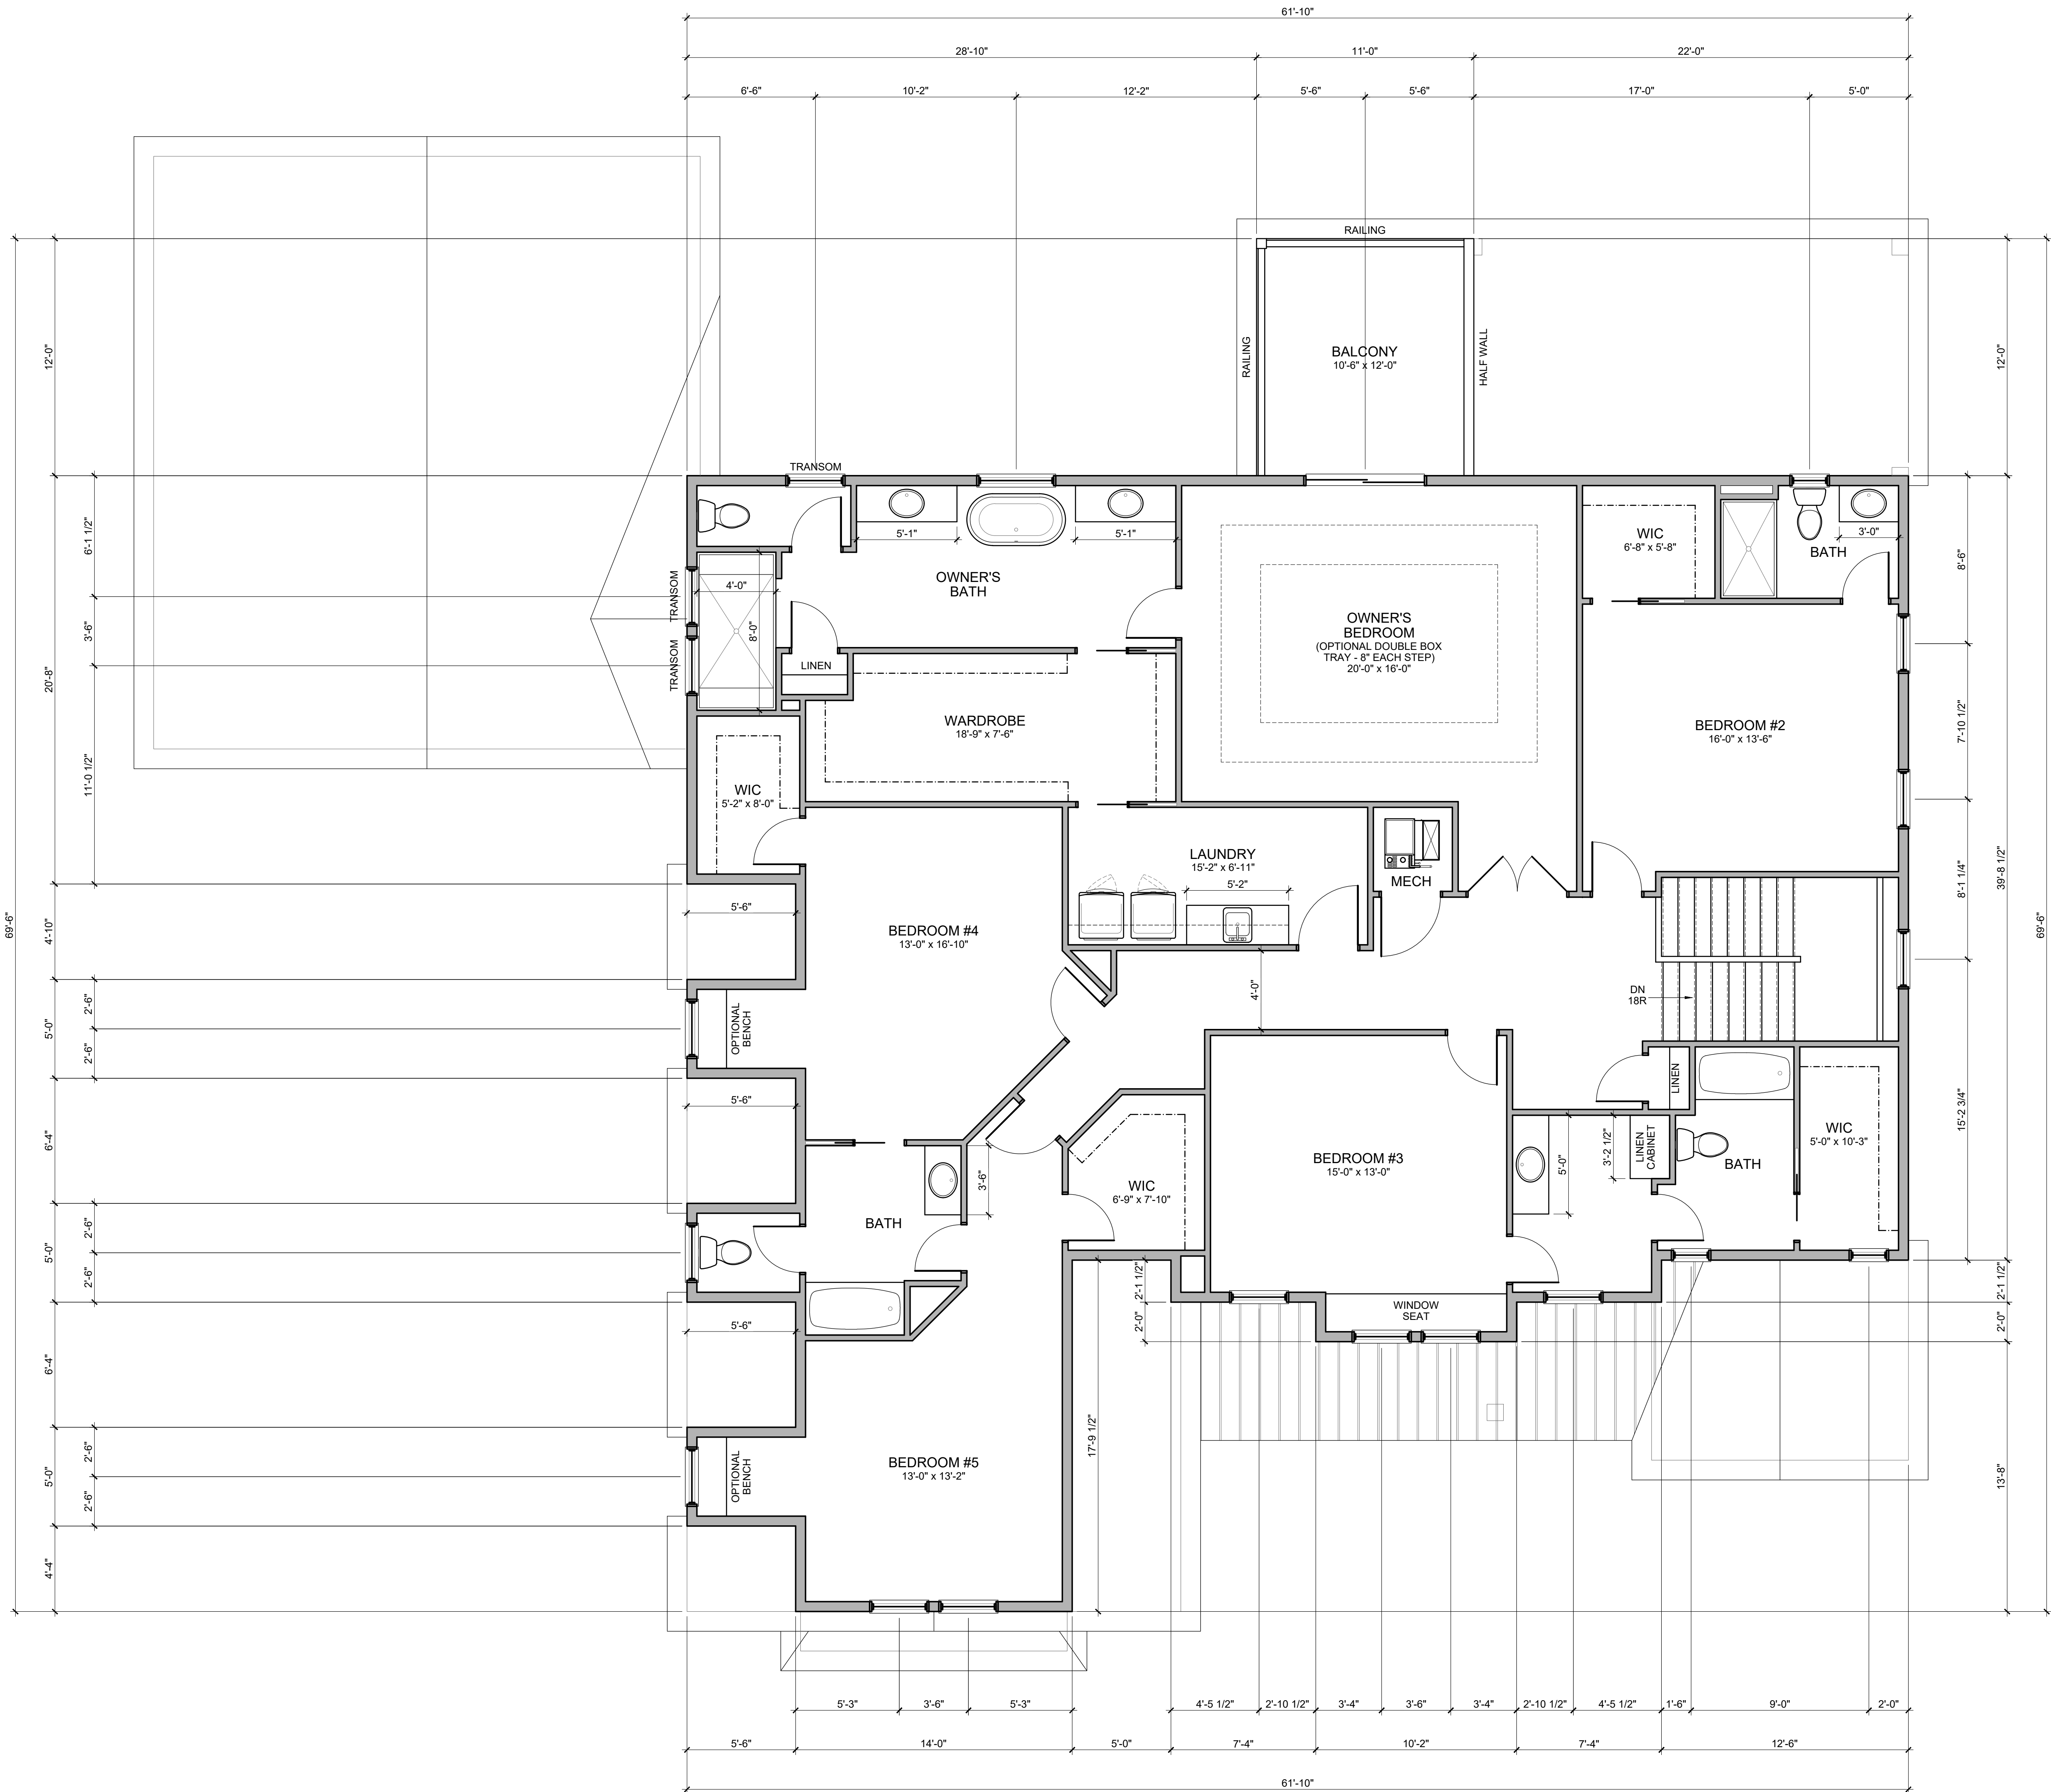 61'-10"
28'-10"
11'-0"
22'-0"
6'-6"
10'-2"
12'-2"
5'-6"
5'-6"
17'-0"
5'-0"
RAILING
RAILING
BALCONY
10'-6" x 12'-0"
HALF WALL
69'-6"
12'-0"
20'-8"
4'-10"
5'-0"
6'-4"
5'-0"
6'-4"
5'-0"
4'-4"
6'-1 1/2"
3'-6"
11'-0 1/2"
2'-6"
2'-6"
2'-6"
2'-6"
2'-6"
2'-6"
TRANSOM
TRANSOM
TRANSOM
5'-1"
5'-1"
4'-0"
8'-0"
OWNER'S
BATH
LINEN
WARDROBE
18'-9" x 7'-6"
WIC
5'-2" x 8'-0"
OWNER'S
BEDROOM
(OPTIONAL DOUBLE BOX
TRAY - 8" EACH STEP)
20'-0" x 16'-0"
WIC
6'-8" x 5'-8"
BATH
3'-0"
BEDROOM #2
16'-0" x 13'-6"
LAUNDRY
15'-2" x 6'-11"
5'-2"
MECH
5'-6"
BEDROOM #4
13'-0" x 16'-10"
OPTIONAL
BENCH
5'-6"
4'-0"
DN
18R
LINEN
BEDROOM #3
15'-0" x 13'-0"
5'-0"
3'-2 1/2"
LINEN
CABINET
BATH
WIC
5'-0" x 10'-3"
WIC
6'-9" x 7'-10"
3'-6"
BATH
5'-6"
WINDOW
SEAT
2'-1 1/2"
2'-0"
17'-9 1/2"
OPTIONAL
BENCH
BEDROOM #5
13'-0" x 13'-2"
8'-6"
7'-10 1/2"
8'-1 1/4"
15'-2 3/4"
12'-0"
39'-8 1/2"
2'-1 1/2"
2'-0"
13'-8"
69'-6"
5'-3"
3'-6"
5'-3"
4'-5 1/2"
2'-10 1/2"
3'-4"
3'-6"
3'-4"
2'-10 1/2"
4'-5 1/2"
1'-6"
9'-0"
2'-0"
5'-6"
14'-0"
5'-0"
7'-4"
10'-2"
7'-4"
12'-6"
61'-10"